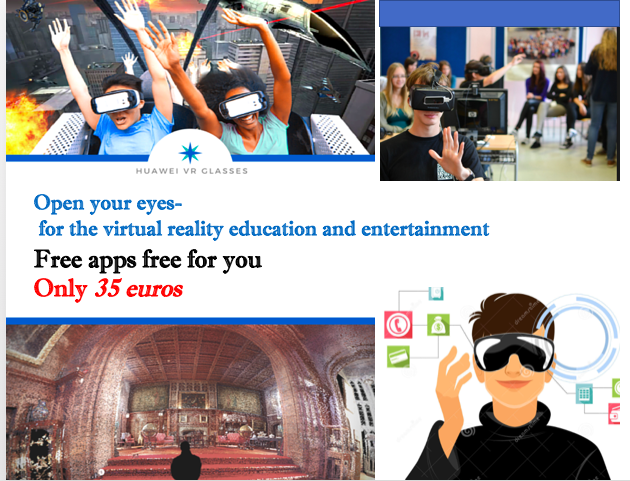 HUAWEI VR GLASSES
Open your eyes-
for the virtual reality education and entertainment
Free apps free for you
Only 35 euros